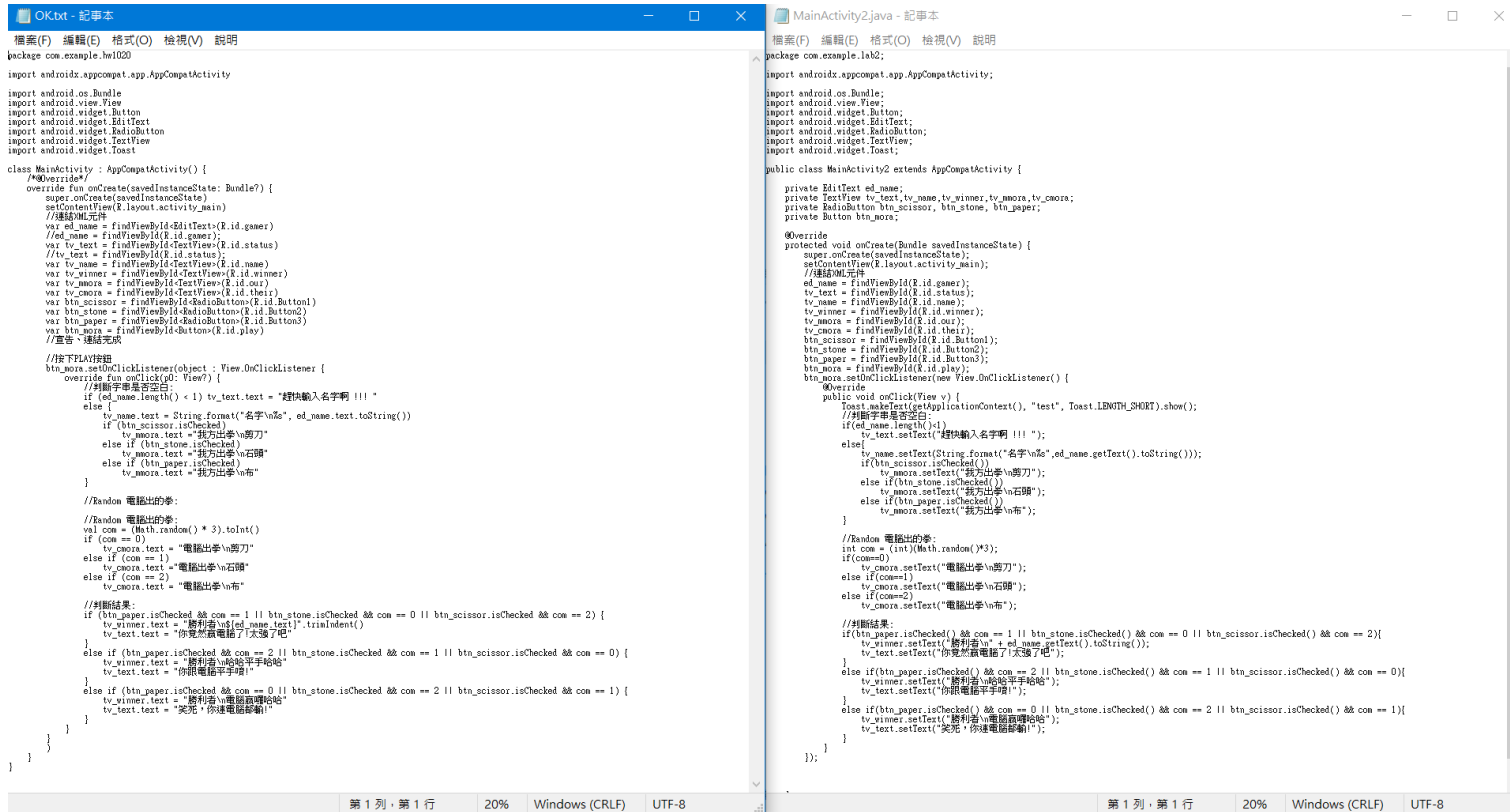 OK.txt - 記事本
檔案(F) 編輯(E) 格式(O) 檢視(V) 說明
package com.example.hw1020
import androidx.appcompat.app.AppCompatActivity
import android.os.Bundle
import android.view.View
import android.widget.Button
import android.widget.EditText
import android.widget.RadioButton
import android.widget.TextView
import android.widget.Toast
class MainActivity : AppCompatActivity() {
/*@Override*/
override fun onCreate(savedInstanceState: Bundle?) {
super.onCreate(savedInstanceState)
setContentView(R.layout.activity_main)
//連結XML元件
var ed_name = findViewById<EditText>(R.id.gamer)
//ed_name = findViewById(R.id.gamer);
var tv_text = findViewById<TextView>(R.id.status)
//tv_text = findViewById(R.id.status);
var tv_name = findViewById<TextView>(R.id.name)
var tv_winner = findViewById<TextView>(R.id.winner)
var tv_mmora = findViewById<TextView>(R.id.our)
var tv_cmora = findViewById<TextView>(R.id.their)
var btn_scissor = findViewById<RadioButton>(R.id.Button1)
var btn_stone = findViewById<RadioButton>(R.id.Button2)
var btn_paper = findViewById<RadioButton>(R.id.Button3)
var btn_mora = findViewById<Button>(R.id.play)
//宣告、連結完成
//按下PLAY按鈕
btn_mora.setOnClickListener(object : View.OnClickListener {
override fun onClick(p0: View?) {
//判斷字串是否空白:
if (ed_name.length() < 1) tv_text.text = "趕快輸入名字啊 !!! "
else {
tv_name.text = String.format("名字\n%s", ed_name.text.toString())
if (btn_scissor.isChecked)
tv_mmora.text ="我方出拳\n剪刀"
else if (btn_stone.isChecked)
tv_mmora.text ="我方出拳\n石頭"
else if (btn_paper.isChecked)
tv_mmora.text ="我方出拳\n布"
}
//Random 電腦出的拳:
//Random 電腦出的拳:
val com = (Math.random() * 3).toInt()
if (com == 0)
tv_cmora.text = "電腦出拳\n剪刀"
else if (com == 1)
tv_cmora.text ="電腦出拳\n石頭"
else if (com == 2)
tv_cmora.text = "電腦出拳\n布"
//判斷結果:
if (btn_paper.isChecked && com == 1 || btn_stone.isChecked && com == 0 || btn_scissor.isChecked && com == 2) {
tv_winner.text = "勝利者\n${ed_name.text}".trimIndent()
tv_text.text = "你竟然贏電腦了!太強了吧"
}
else if (btn_paper.isChecked && com == 2 || btn_stone.isChecked && com == 1 || btn_scissor.isChecked && com == 0) {
tv_winner.text = "勝利者\n哈哈平手哈哈"
tv_text.text = "你跟電腦平手唷!"
}
else if (btn_paper.isChecked && com == 0 || btn_stone.isChecked && com == 2 || btn_scissor.isChecked && com == 1) {
tv_winner.text = "勝利者\n電腦贏囉哈哈"
tv_text.text = "笑死，你連電腦都輸!"
}
}
}
)
}
}
第 1 列，第 1 行 20% Windows (CRLF) UTF-8
MainActivity2.java - 記事本
檔案(F) 編輯(E) 格式(O) 檢視(V) 說明
package com.example.lab2;
import androidx.appcompat.app.AppCompatActivity;
import android.os.Bundle;
import android.view.View;
import android.widget.Button;
import android.widget.EditText;
import android.widget.RadioButton;
import android.widget.TextView;
import android.widget.Toast;
public class MainActivity2 extends AppCompatActivity {
private EditText ed_name;
private TextView tv_text,tv_name,tv_winner,tv_mmora,tv_cmora;
private RadioButton btn_scissor, btn_stone, btn_paper;
private Button btn_mora;
@Override
protected void onCreate(Bundle savedInstanceState) {
super.onCreate(savedInstanceState);
setContentView(R.layout.activity_main);
//連結XML元件
ed_name = findViewById(R.id.gamer);
tv_text = findViewById(R.id.status);
tv_name = findViewById(R.id.name);
tv_winner = findViewById(R.id.winner);
tv_mmora = findViewById(R.id.our);
tv_cmora = findViewById(R.id.their);
btn_scissor = findViewById(R.id.Button1);
btn_stone = findViewById(R.id.Button2);
btn_paper = findViewById(R.id.Button3);
btn_mora = findViewById(R.id.play);
btn_mora.setOnClickListener(new View.OnClickListener() {
@Override
public void onClick(View v) {
Toast.makeText(getApplicationContext(), "test", Toast.LENGTH_SHORT).show();
//判斷字串是否空白:
if(ed_name.length()<1)
tv_text.setText("趕快輸入名字啊 !!! ");
else{
tv_name.setText(String.format("名字\n%s",ed_name.getText().toString()));
if(btn_scissor.isChecked())
tv_mmora.setText("我方出拳\n剪刀");
else if(btn_stone.isChecked())
tv_mmora.setText("我方出拳\n石頭");
else if(btn_paper.isChecked())
tv_mmora.setText("我方出拳\n布");
}
//Random 電腦出的拳:
int com = (int)(Math.random()*3);
if(com==0)
tv_cmora.setText("電腦出拳\n剪刀");
else if(com==1)
tv_cmora.setText("電腦出拳\n石頭");
else if(com==2)
tv_cmora.setText("電腦出拳\n布");
//判斷結果:
if(btn_paper.isChecked() && com == 1 || btn_stone.isChecked() && com == 0 || btn_scissor.isChecked() && com == 2){
tv_winner.setText("勝利者\n" + ed_name.getText().toString());
tv_text.setText("你竟然贏電腦了!太強了吧");
}
else if(btn_paper.isChecked() && com == 2 || btn_stone.isChecked() && com == 1 || btn_scissor.isChecked() && com == 0){
tv_winner.setText("勝利者\n哈哈平手哈哈");
tv_text.setText("你跟電腦平手唷!");
}
else if(btn_paper.isChecked() && com == 0 || btn_stone.isChecked() && com == 2 || btn_scissor.isChecked() && com == 1){
tv_winner.setText("勝利者\n電腦贏囉哈哈");
tv_text.setText("笑死，你連電腦都輸!");
}
}
});
第 1 列，第 1 行 20% Windows (CRLF) UTF-8